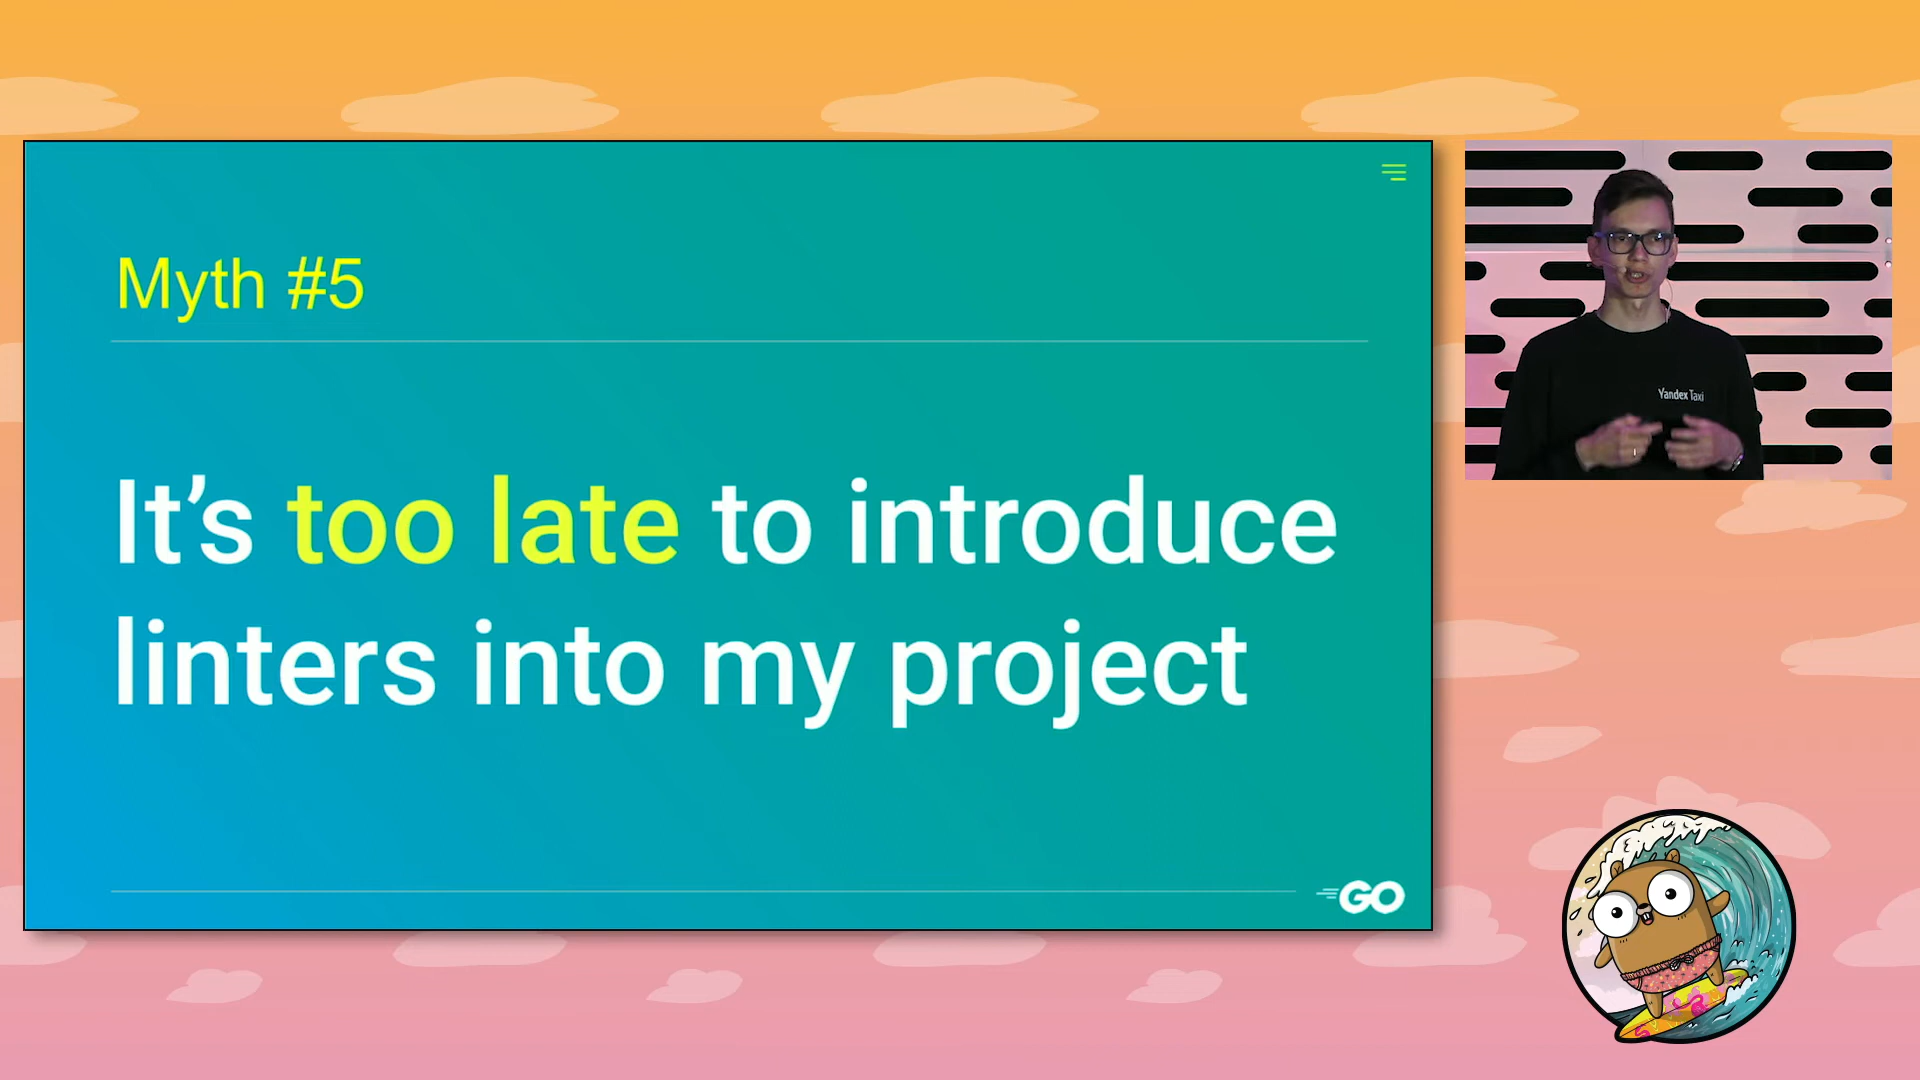 Myth #5
It’s too late to introduce
linters into my project
GO
Yandex Taxi